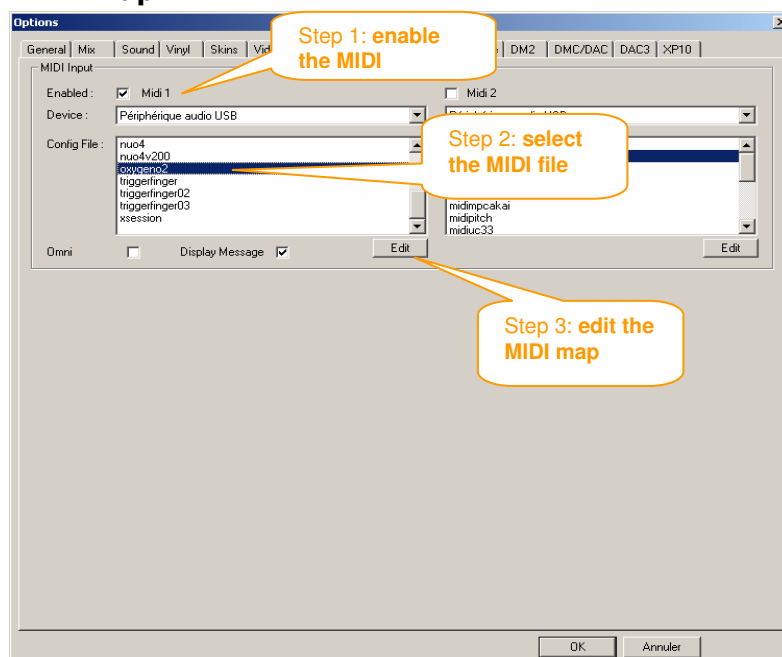 Options
General Mix Sound Vinyl Skins DM2 DMC/DAC DAC3 XP10
Step 1: enable
the MIDI
MIDI Input
Enabled : Midi 1 Midi 2
Device : Périphérique audio USB
Config File : nuo4
nuo4v200
oxygeno2
triggerfinger
triggerfinger02
triggerfinger03
xsession
Step 2: select
the MIDI file
midimpcakai
midipitch
midiuc33
Omni Display Message Edit Edit
Step 3: edit the
MIDI map
OK Annuler